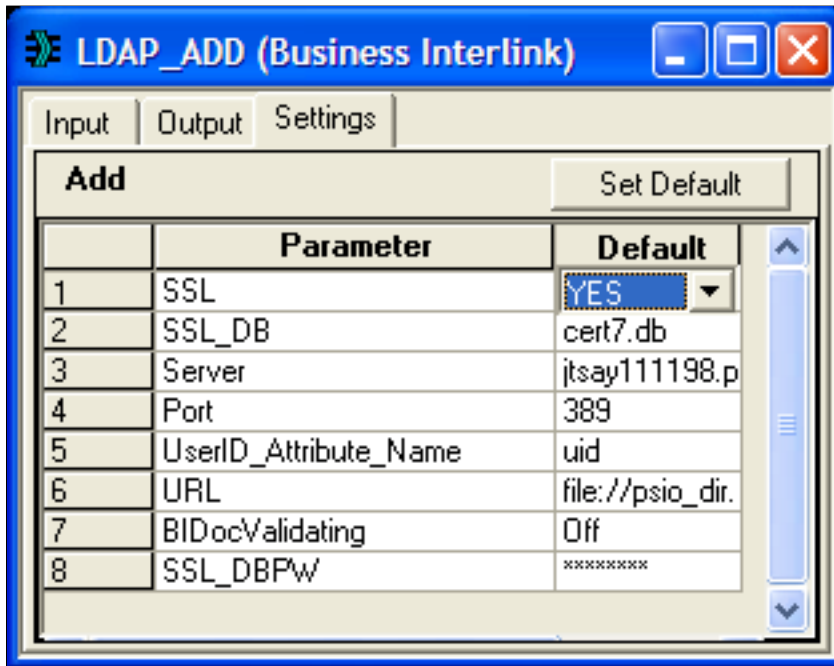 LDAP_ADD (Business Interlink)
Input Output Settings
Add Set Default
Parameter Default
1 SSL YES
2 SSL_DB cert7.db
3 Server jtsay111198.p
4 Port 389
5 UserID_Attribute_Name uid
6 URL file://psio_dir.
7 BIDocValidating Off
8 SSL_DBPW ********